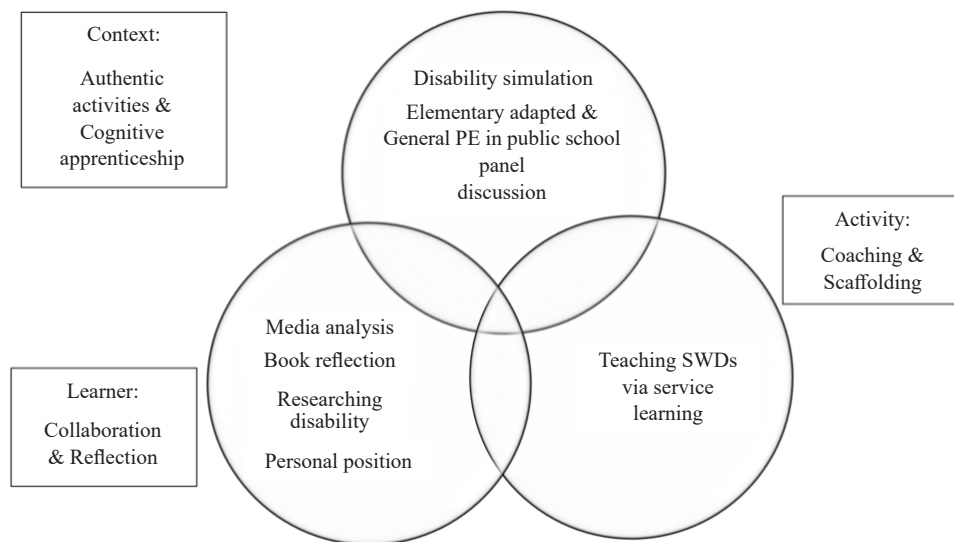 Context:
Authentic
activities &
Cognitive
apprenticeship
Disability simulation
Elementary adapted &
General PE in public school
panel
discussion
Activity:
Coaching &
Scaffolding
Learner:
Collaboration
& Reflection
Media analysis
Book reflection
Researching
disability
Personal position
Teaching SWDs
via service
learning